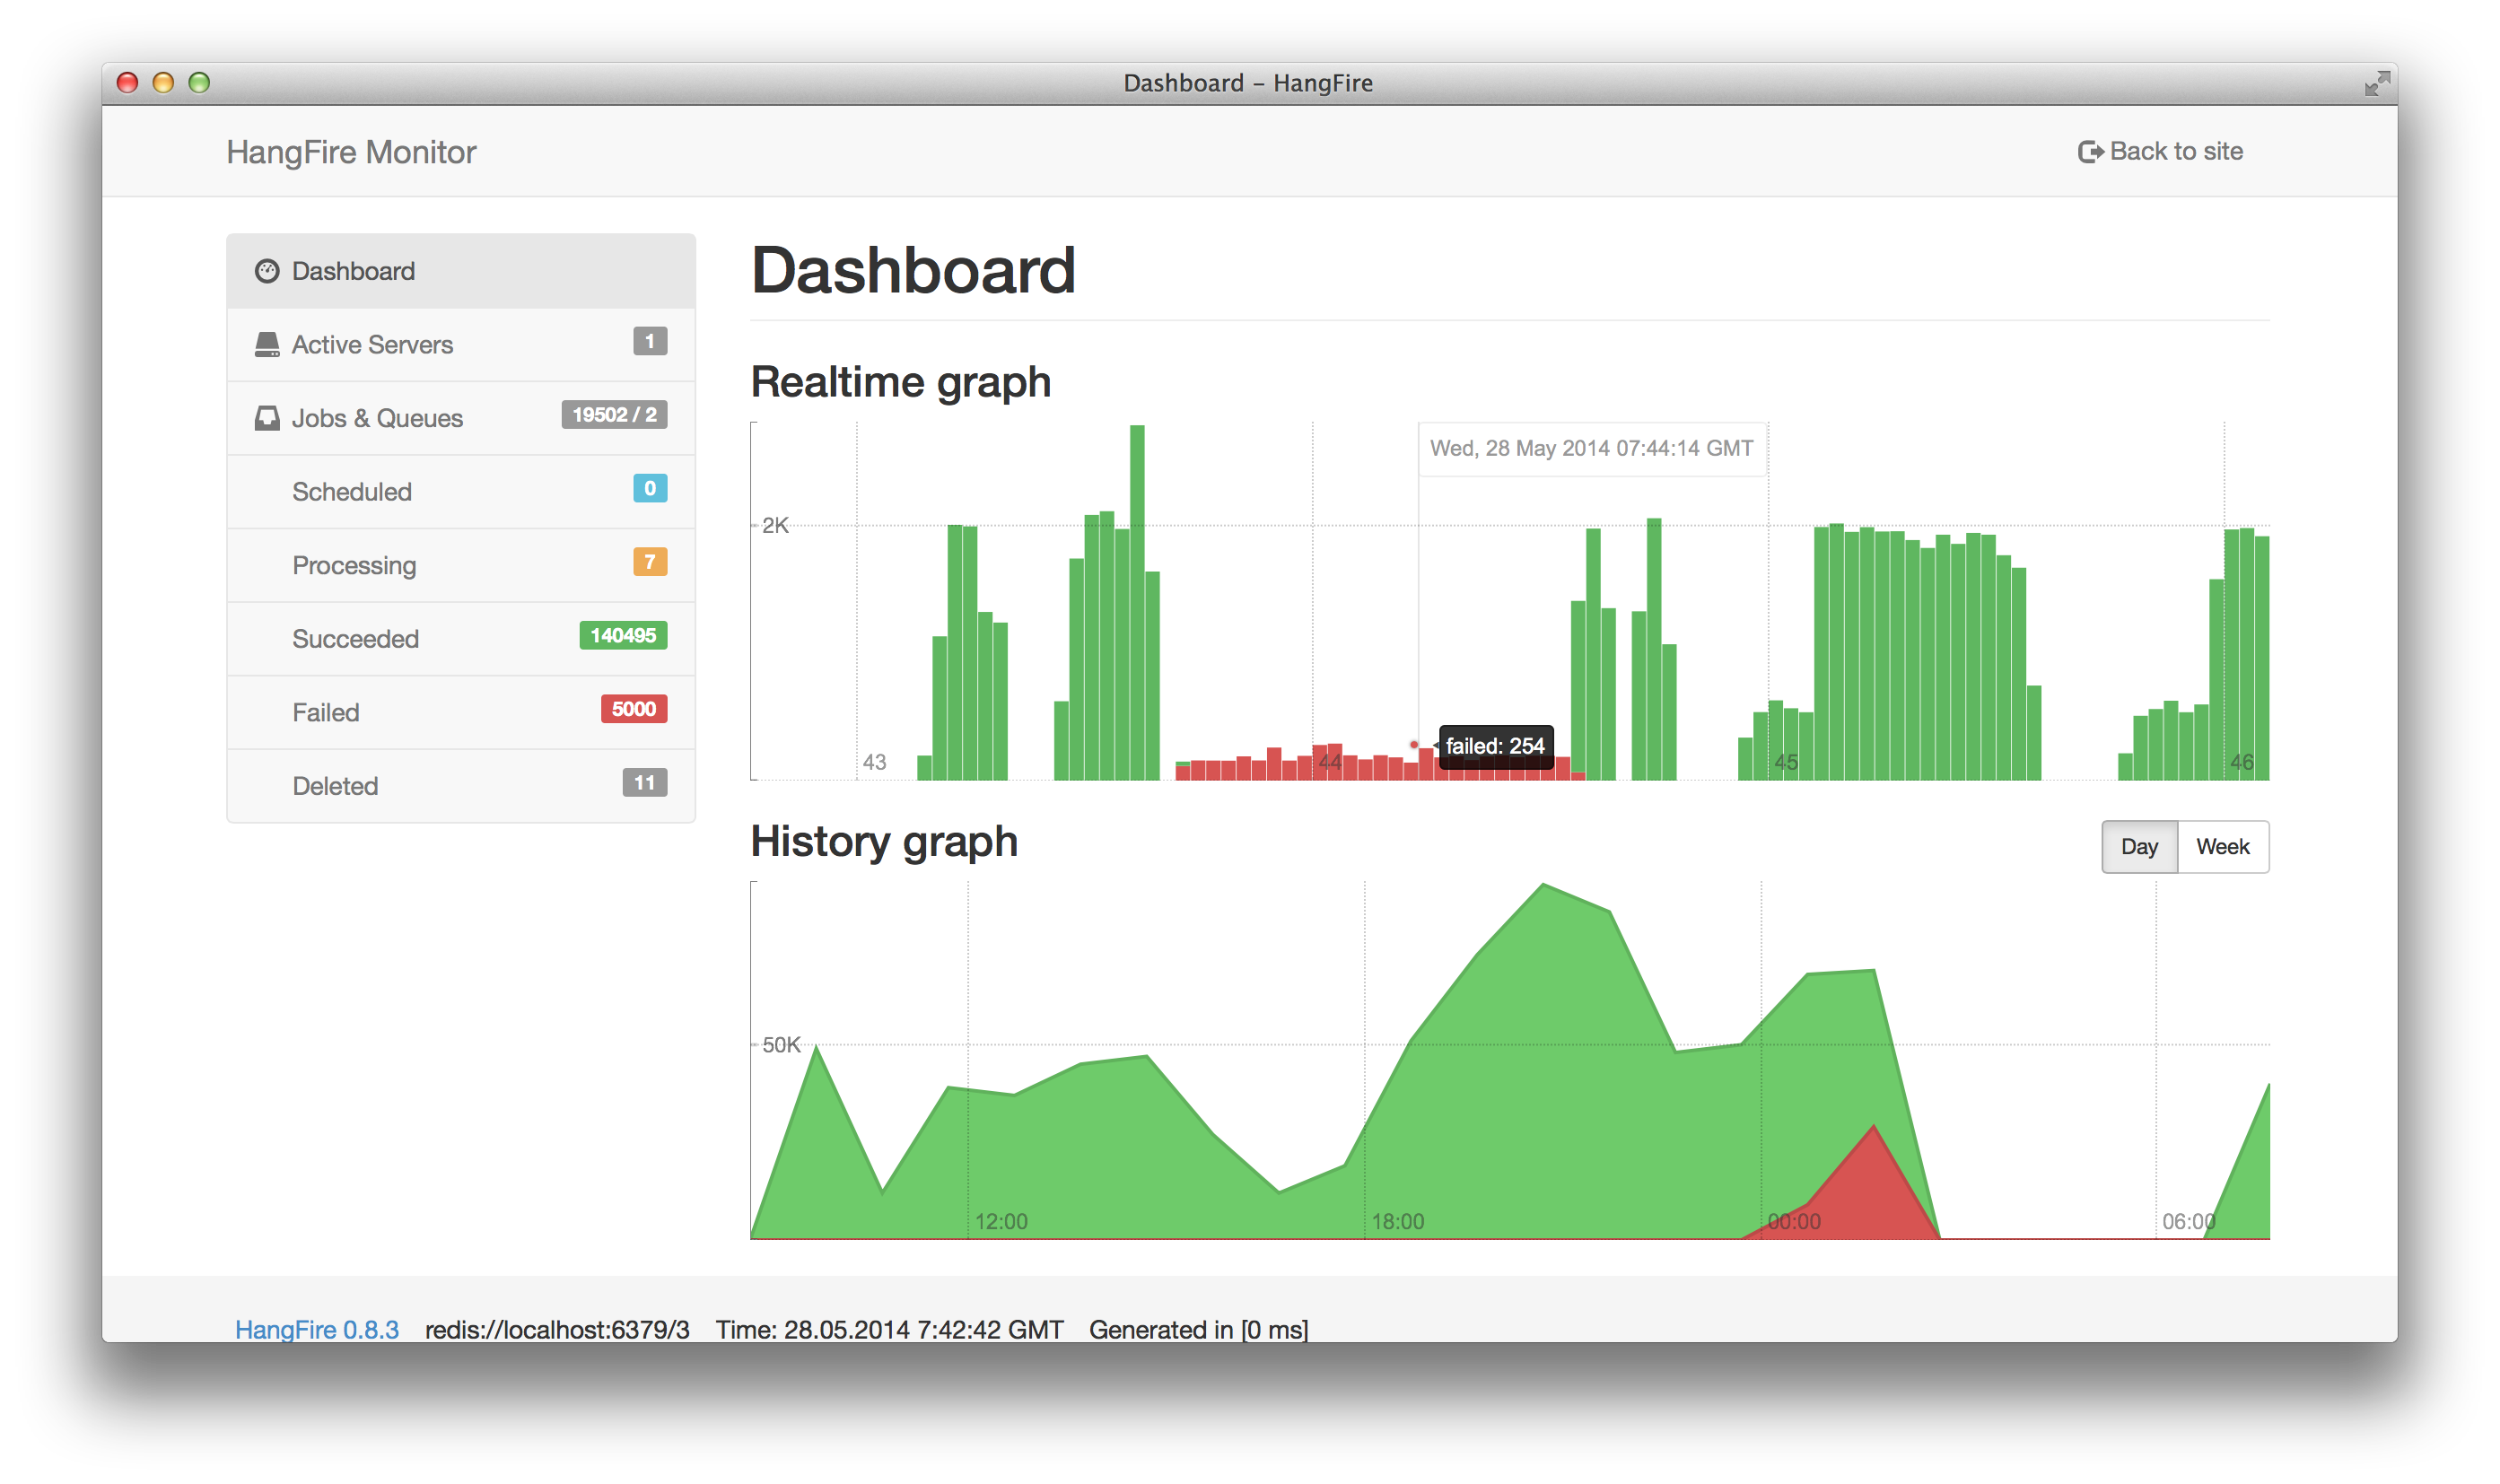 Dashboard – HangFire
HangFire Monitor
Back to site
Dashboard
Active Servers 1
Jobs & Queues 19502 / 2
Scheduled 0
Processing 7
Succeeded 140495
Failed 5000
Deleted 11
Dashboard
Realtime graph
Wed, 28 May 2014 07:44:14 GMT
2K
failed: 254
43 44 45 46
History graph
Day Week
50K
12:00 18:00 00:00 06:00
HangFire 0.8.3 redis://localhost:6379/3 Time: 28.05.2014 7:42:42 GMT Generated in [0 ms]